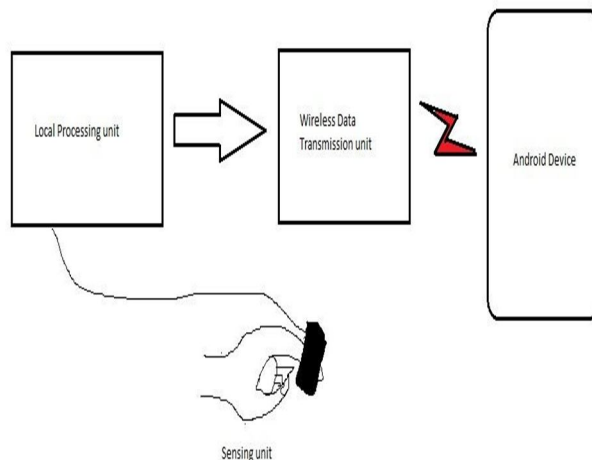 Local Processing unit
Wireless Data
Transmission unit
Android Device
Sensing unit